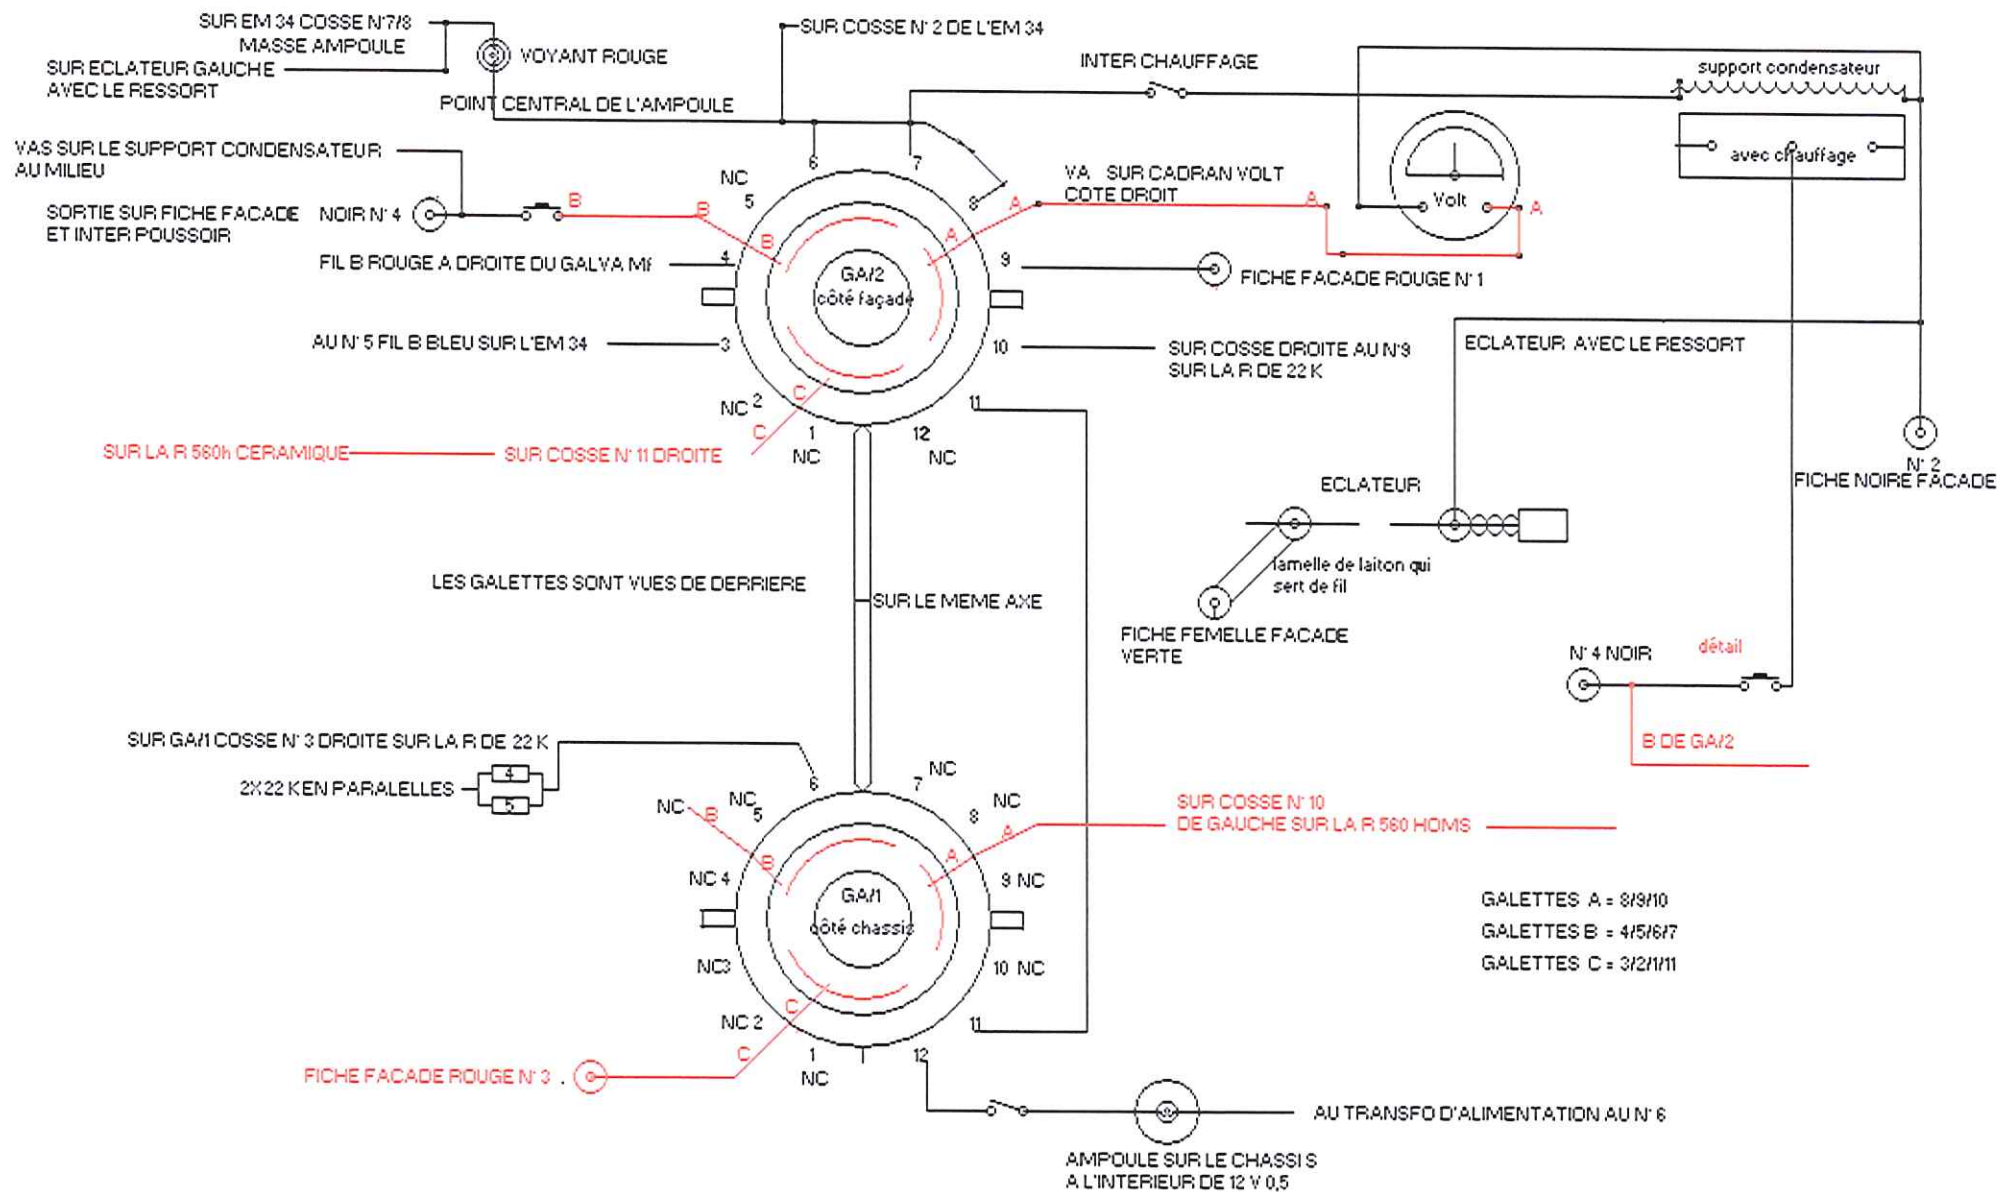 SUR EM 34 COSSE N°7/8
MASSE AMPOULE
SUR ECLATEUR GAUCHE
AVEC LE RESSORT
VOYANT ROUGE
SUR COSSE N° 2 DE L'EM 34
POINT CENTRAL DE L'AMPOULE
INTER CHAUFFAGE
support condensateur
avec chauffage
VAS SUR LE SUPPORT CONDENSATEUR
AU MILIEU
SORTIE SUR FICHE FACADE
ET INTER POUSSOIR
NOIR N° 4
B
B
B
NC
5
6
7
8
A
A
VA SUR CADRAN VOLT
COTE DROIT
A
Volt
A
FIL B ROUGE A DROITE DU GALVA Mf
4
GA/2
côté façade
9
FICHE FACADE ROUGE N° 1
AU N° 5 FIL B BLEU SUR L'EM 34
3
10
SUR COSSE DROITE AU N°9
SUR LA R DE 22 K
ECLATEUR AVEC LE RESSORT
NC 2
C
C
1
NC
12
NC
11
SUR LA R 560h CERAMIQUE
SUR COSSE N° 11 DROITE
N° 2
FICHE NOIRE FACADE
ECLATEUR
lamelle de laiton qui
sert de fil
FICHE FEMELLE FACADE
VERTE
LES GALETTES SONT VUES DE DERRIERE
SUR LE MEME AXE
N° 4 NOIR
détail
B DE GA/2
SUR GA/1 COSSE N° 3 DROITE SUR LA R DE 22 K
2X22 K EN PARALELLES
4
5
6
7
NC
NC
B
NC
5
B
NC
8
A
A
SUR COSSE N° 10
DE GAUCHE SUR LA R 560 HOMS
NC 4
GA/1
côté chassis
9 NC
NC3
10 NC
NC 2
C
C
1
NC
12
11
GALETTES A = 8/9/10
GALETTES B = 4/5/6/7
GALETTES C = 3/2/1/11
FICHE FACADE ROUGE N° 3 .
AU TRANSFO D'ALIMENTATION AU N° 6
AMPOULE SUR LE CHASSIS
A L'INTERIEUR DE 12 V 0,5